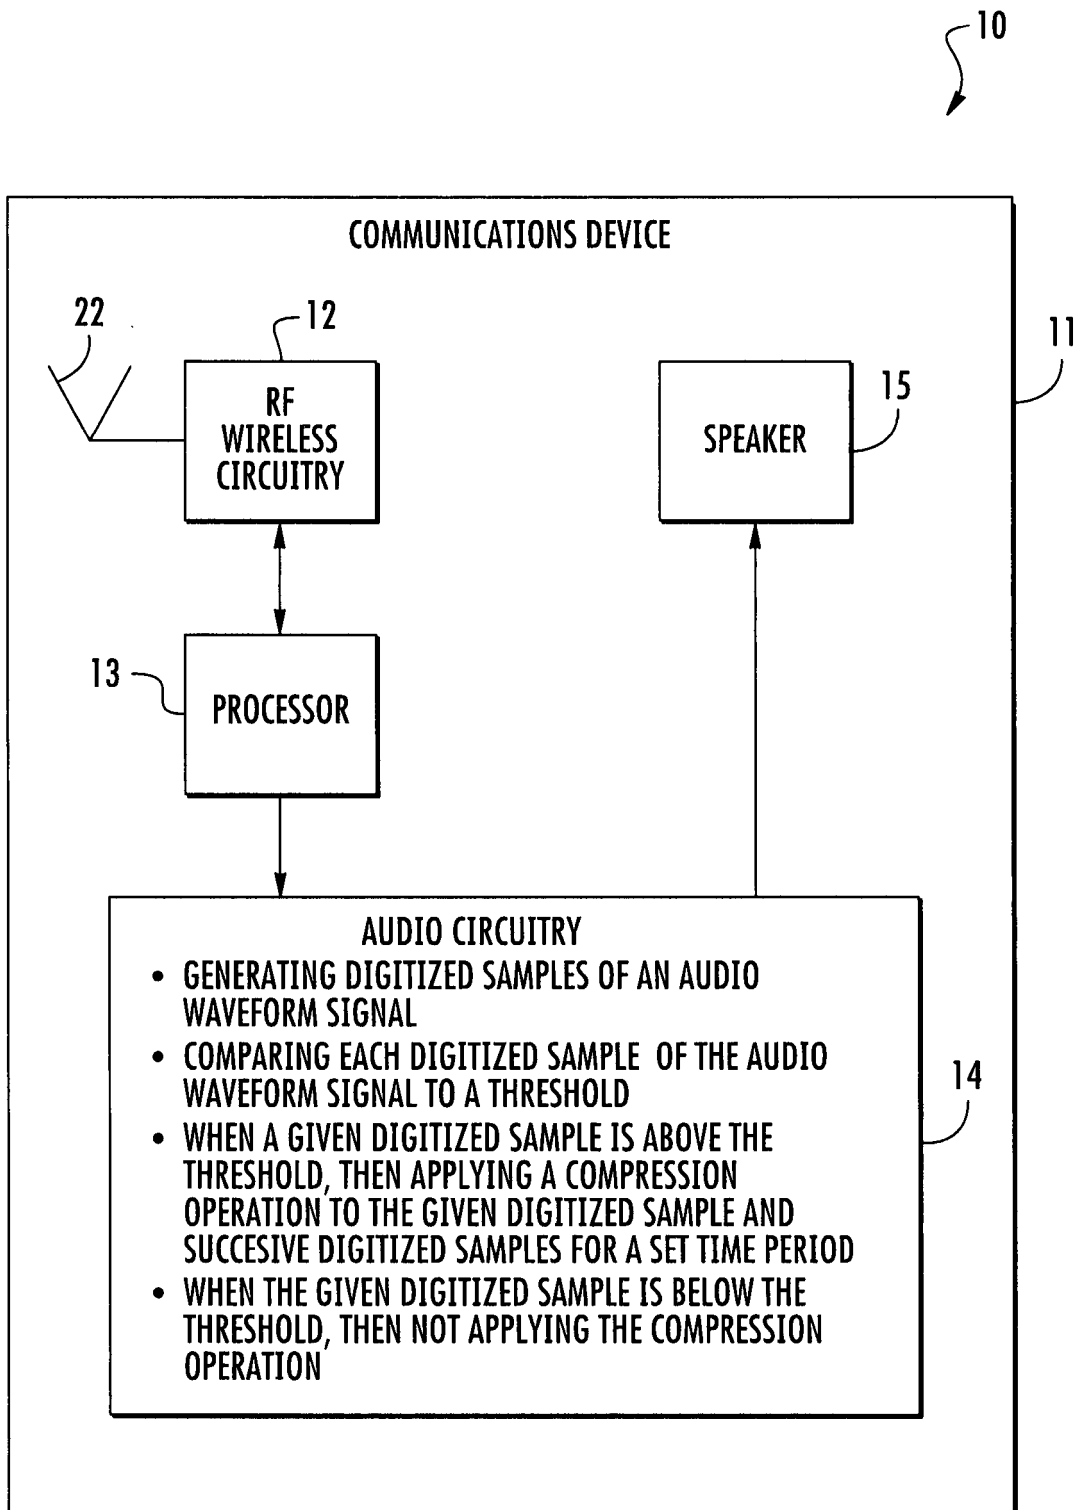 10
COMMUNICATIONS DEVICE
22
12
11
RF
WIRELESS
CIRCUITRY
15
SPEAKER
13
PROCESSOR
AUDIO CIRCUITRY
• GENERATING DIGITIZED SAMPLES OF AN AUDIO
WAVEFORM SIGNAL
• COMPARING EACH DIGITIZED SAMPLE OF THE AUDIO
WAVEFORM SIGNAL TO A THRESHOLD
14
• WHEN A GIVEN DIGITIZED SAMPLE IS ABOVE THE
THRESHOLD, THEN APPLYING A COMPRESSION
OPERATION TO THE GIVEN DIGITIZED SAMPLE AND
SUCCESIVE DIGITIZED SAMPLES FOR A SET TIME PERIOD
• WHEN THE GIVEN DIGITIZED SAMPLE IS BELOW THE
THRESHOLD, THEN NOT APPLYING THE COMPRESSION
OPERATION